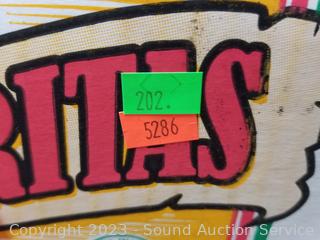 RITAS
202.
5286
Copyright 2023 - Sound Auction Service